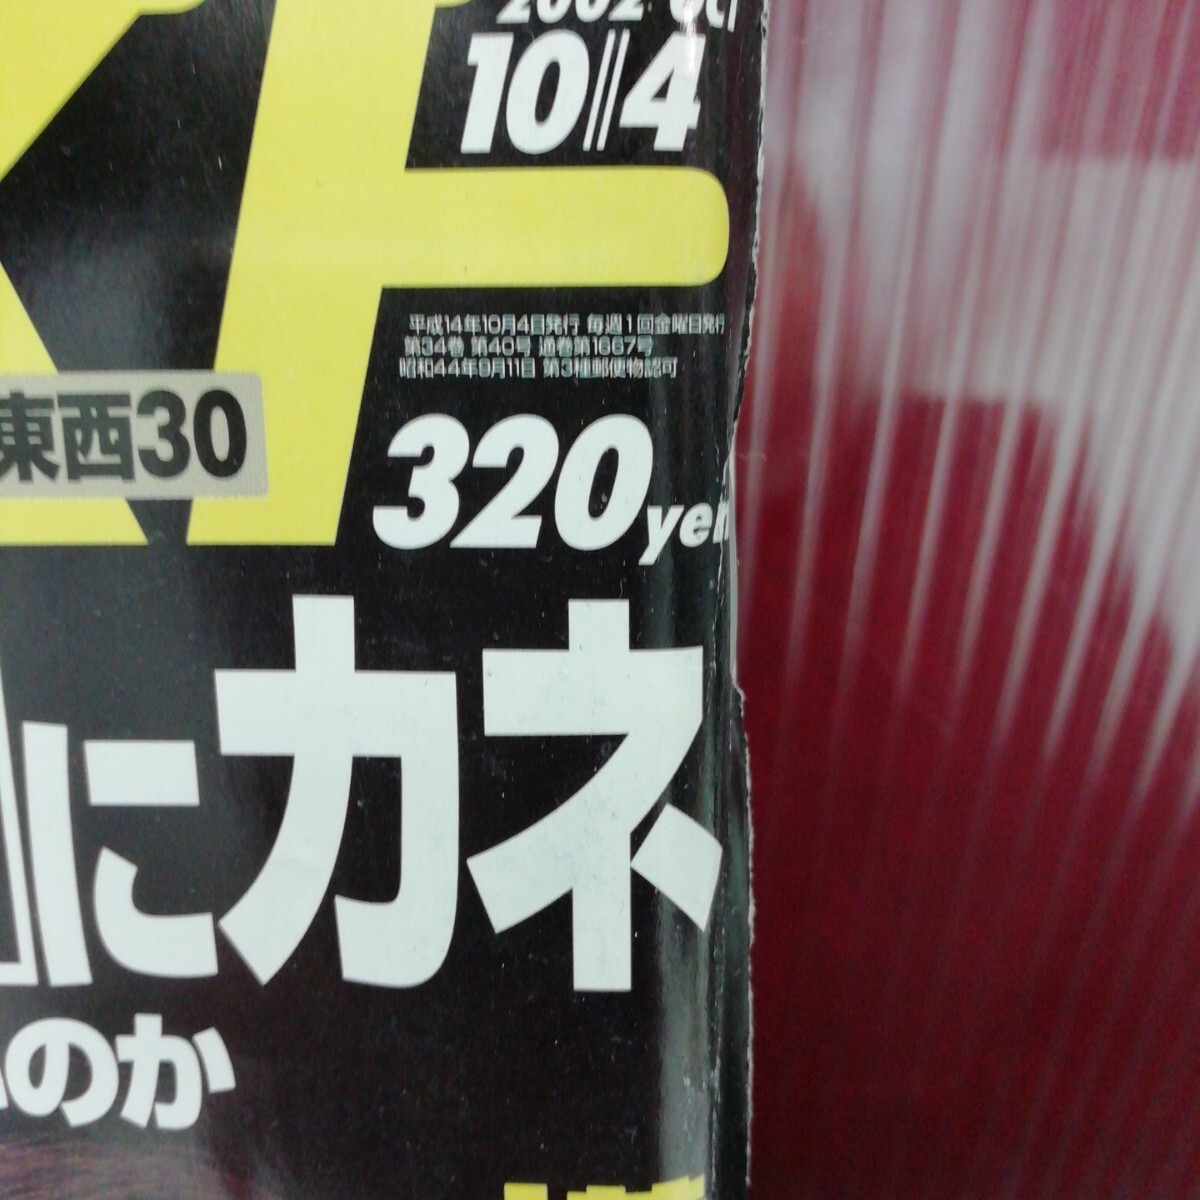 2002 Oct
10 4
平成14年10月4日発行 毎週1回金曜日発行
第34巻 第40号 通巻第1667号
昭和44年9月11日 第3種郵便物認可
東西30
320yen
』にカネ
のか